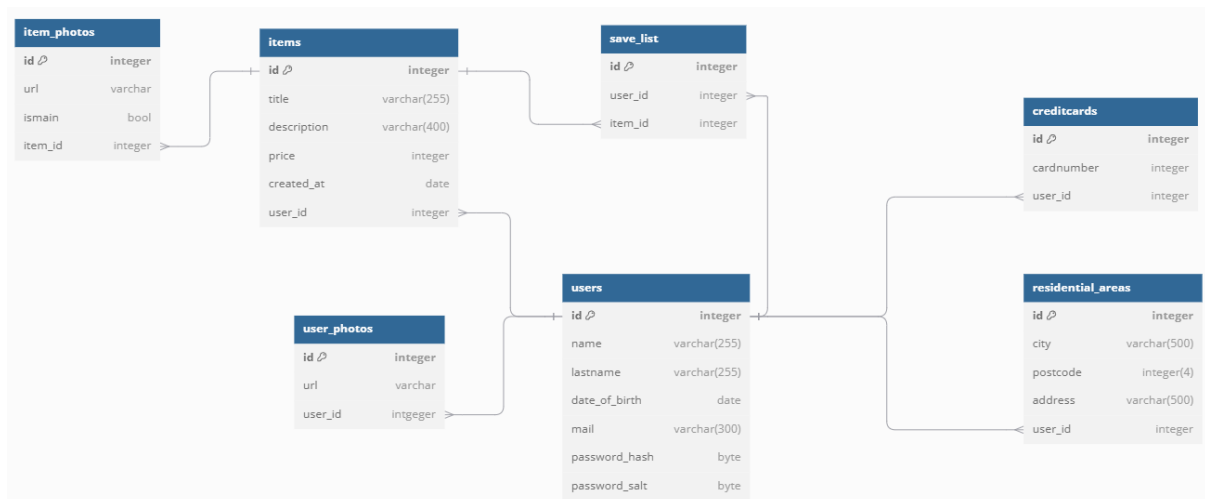 item_photos
id integer
url varchar
ismain bool
item_id integer
items
id integer
title varchar(255)
description varchar(400)
price integer
created_at date
user_id integer
save_list
id integer
user_id integer
item_id integer
creditcards
id integer
cardnumber integer
user_id integer
user_photos
id integer
url varchar
user_id intgeger
users
id integer
name varchar(255)
lastname varchar(255)
date_of_birth date
mail varchar(300)
password_hash byte
password_salt byte
residential_areas
id integer
city varchar(500)
postcode integer(4)
address varchar(500)
user_id integer